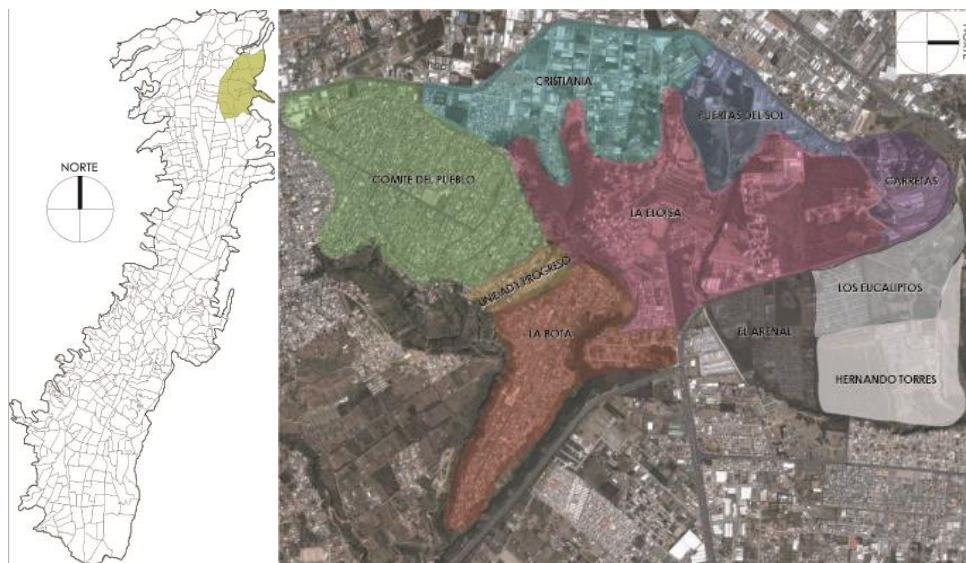 NORTE
NORTE
CRISTIANIA
PUERTAS DEL SOL
COMITE DEL PUEBLO
CARRETAS
LA ELOISA
UNIDAD Y PROGRESO
LOS EUCALIPTOS
EL ARENAL
LA BOTA
HERNANDO TORRES